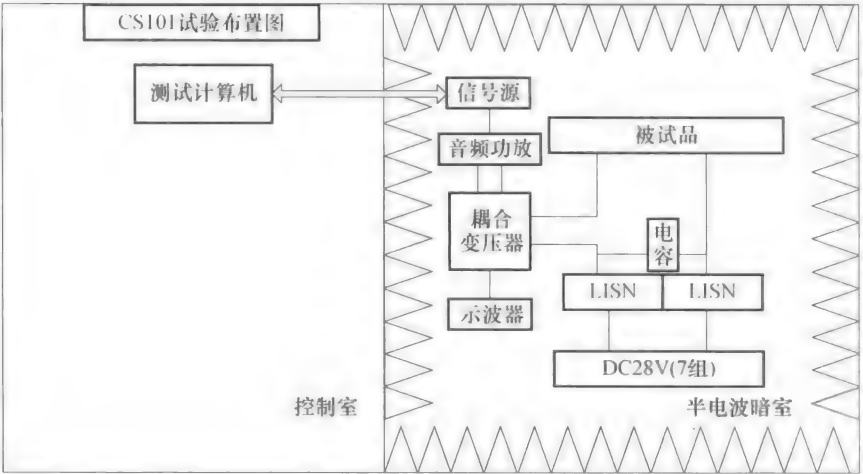 CS101试验布置图
测试计算机
信号源
音频功放
被试品
耦合
变压器
电
容
LISN
LISN
示波器
DC28V(7组)
控制室
半电波暗室